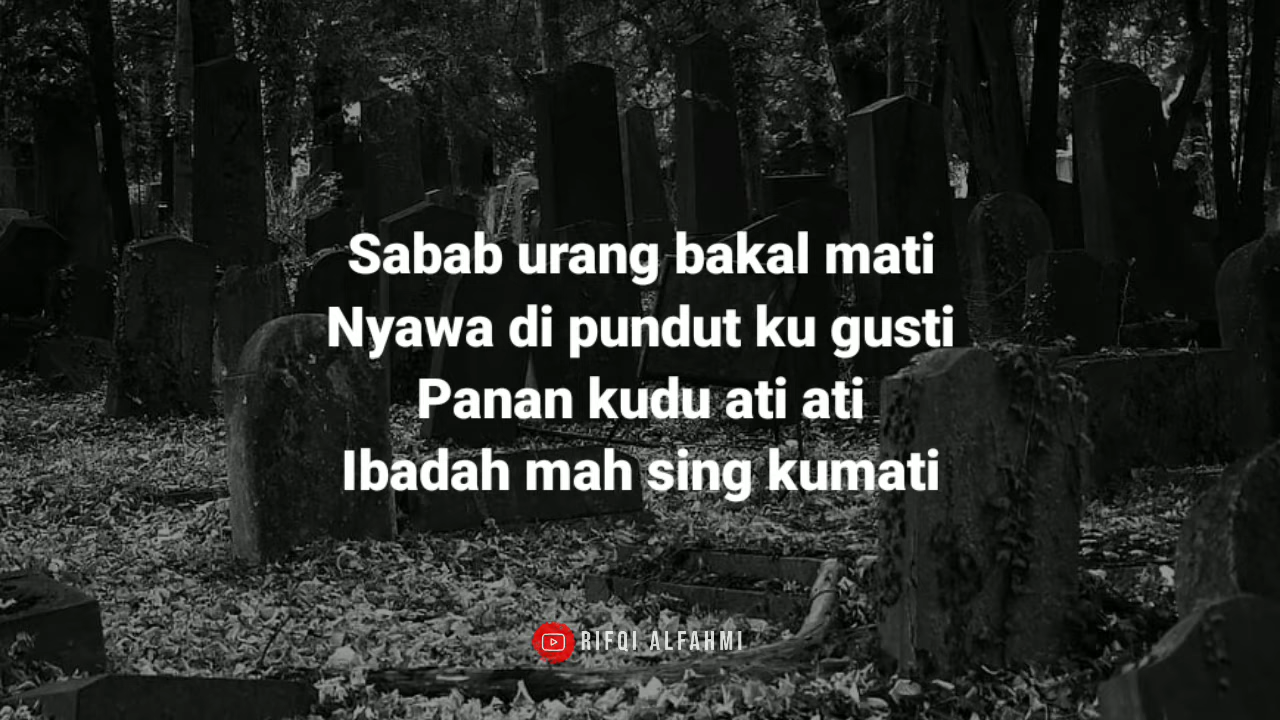 Sabab urang bakal mati
Nyawa di pundut ku gusti
Panan kudu ati ati
Ibadah mah sing kumati
RIFQI ALFAHMI